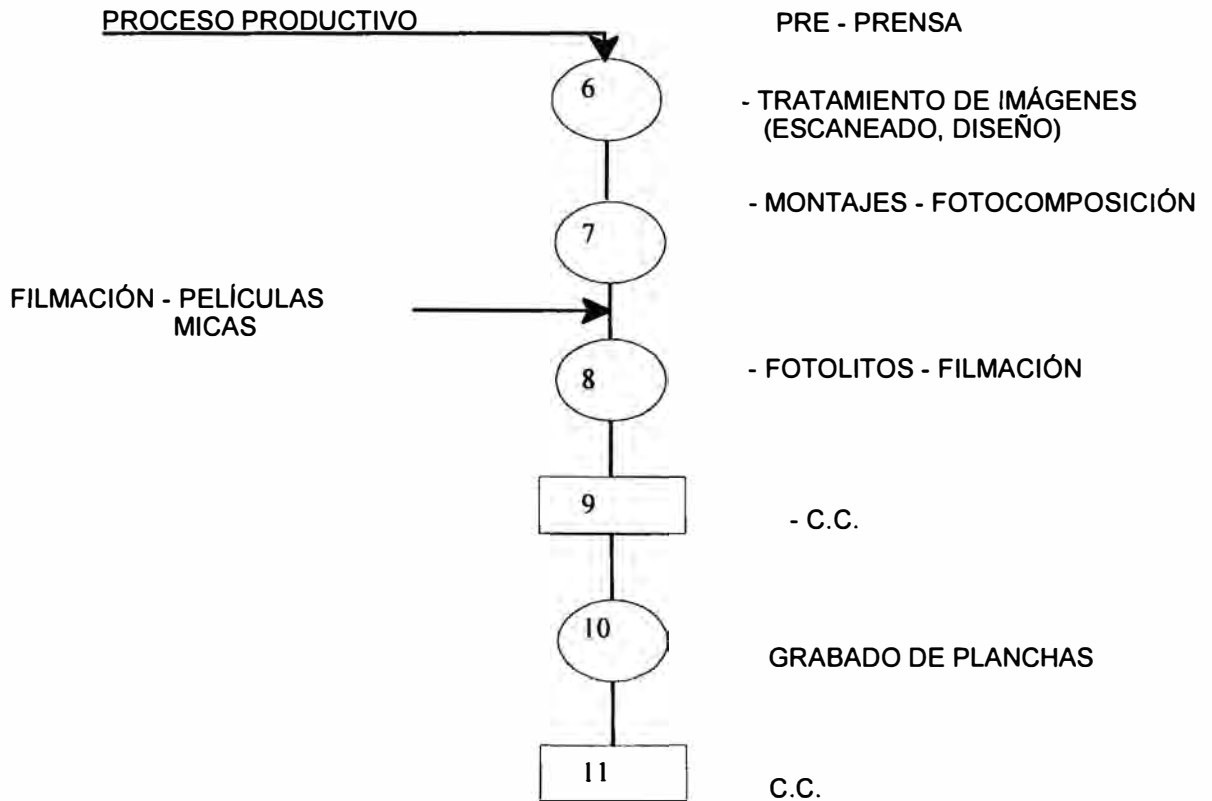 PROCESO PRODUCTIVO
PRE - PRENSA
6
- TRATAMIENTO DE IMÁGENES
(ESCANEADO, DISEÑO)
7
- MONTAJES - FOTOCOMPOSICIÓN
FILMACIÓN - PELÍCULAS
MICAS
8
- FOTOLITOS - FILMACIÓN
9
- C.C.
10
GRABADO DE PLANCHAS
11
C.C.